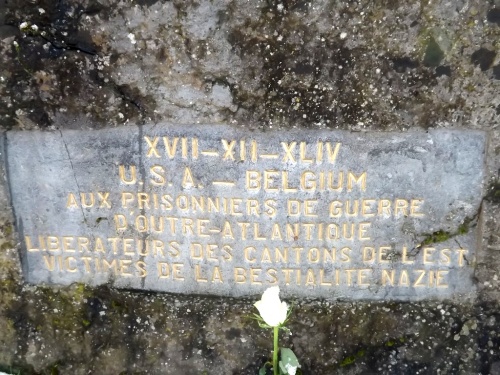 XVII-XII-XLIV
U.S.A. - BELGIUM
AUX PRISONNIERS DE GUERRE
D'OUTRE-ATLANTIQUE
LIBERATEURS DES CANTONS DE L'EST
VICTIMES DE LA BESTIALITÉ NAZIE